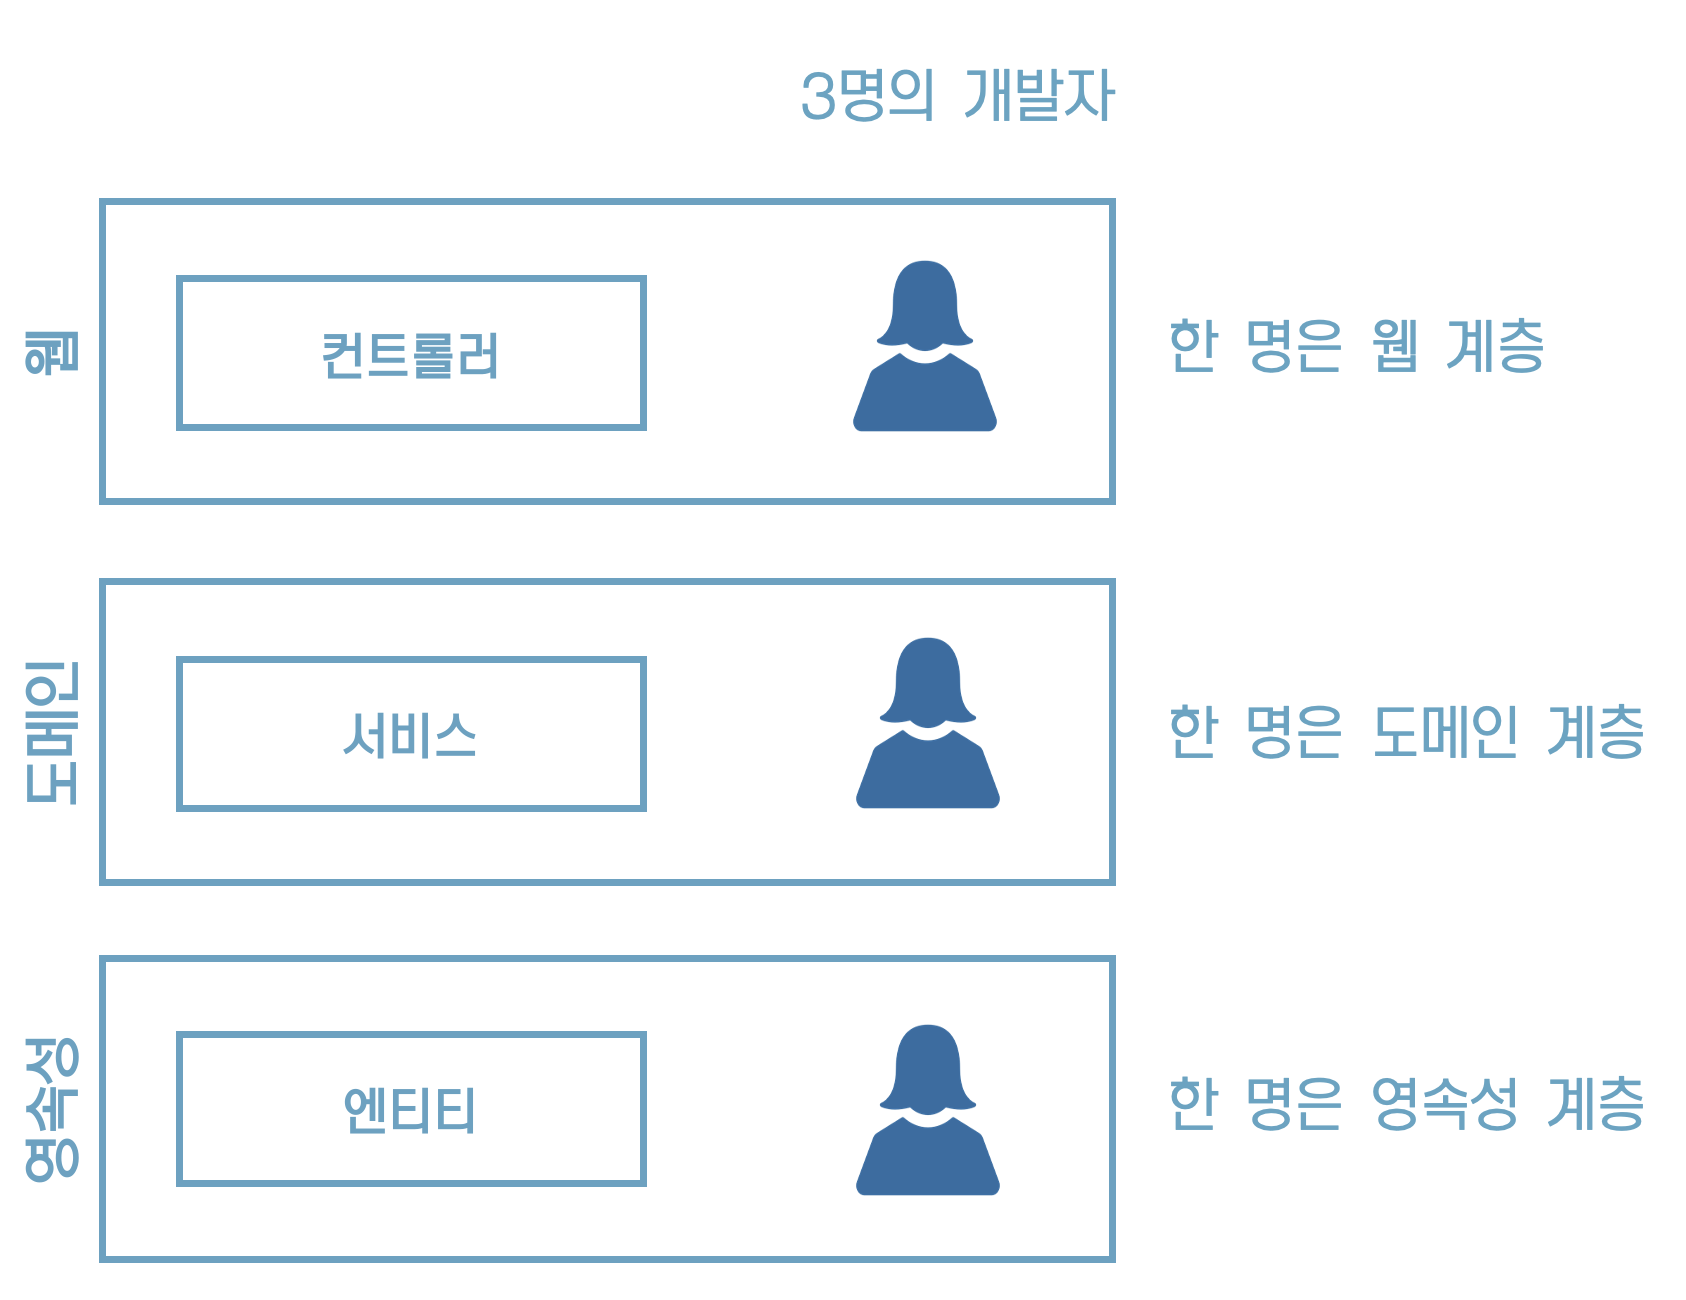 3명의 개발자
웹
컨트롤러
한 명은 웹 계층
도메인
서비스
한 명은 도메인 계층
영속성
엔티티
한 명은 영속성 계층